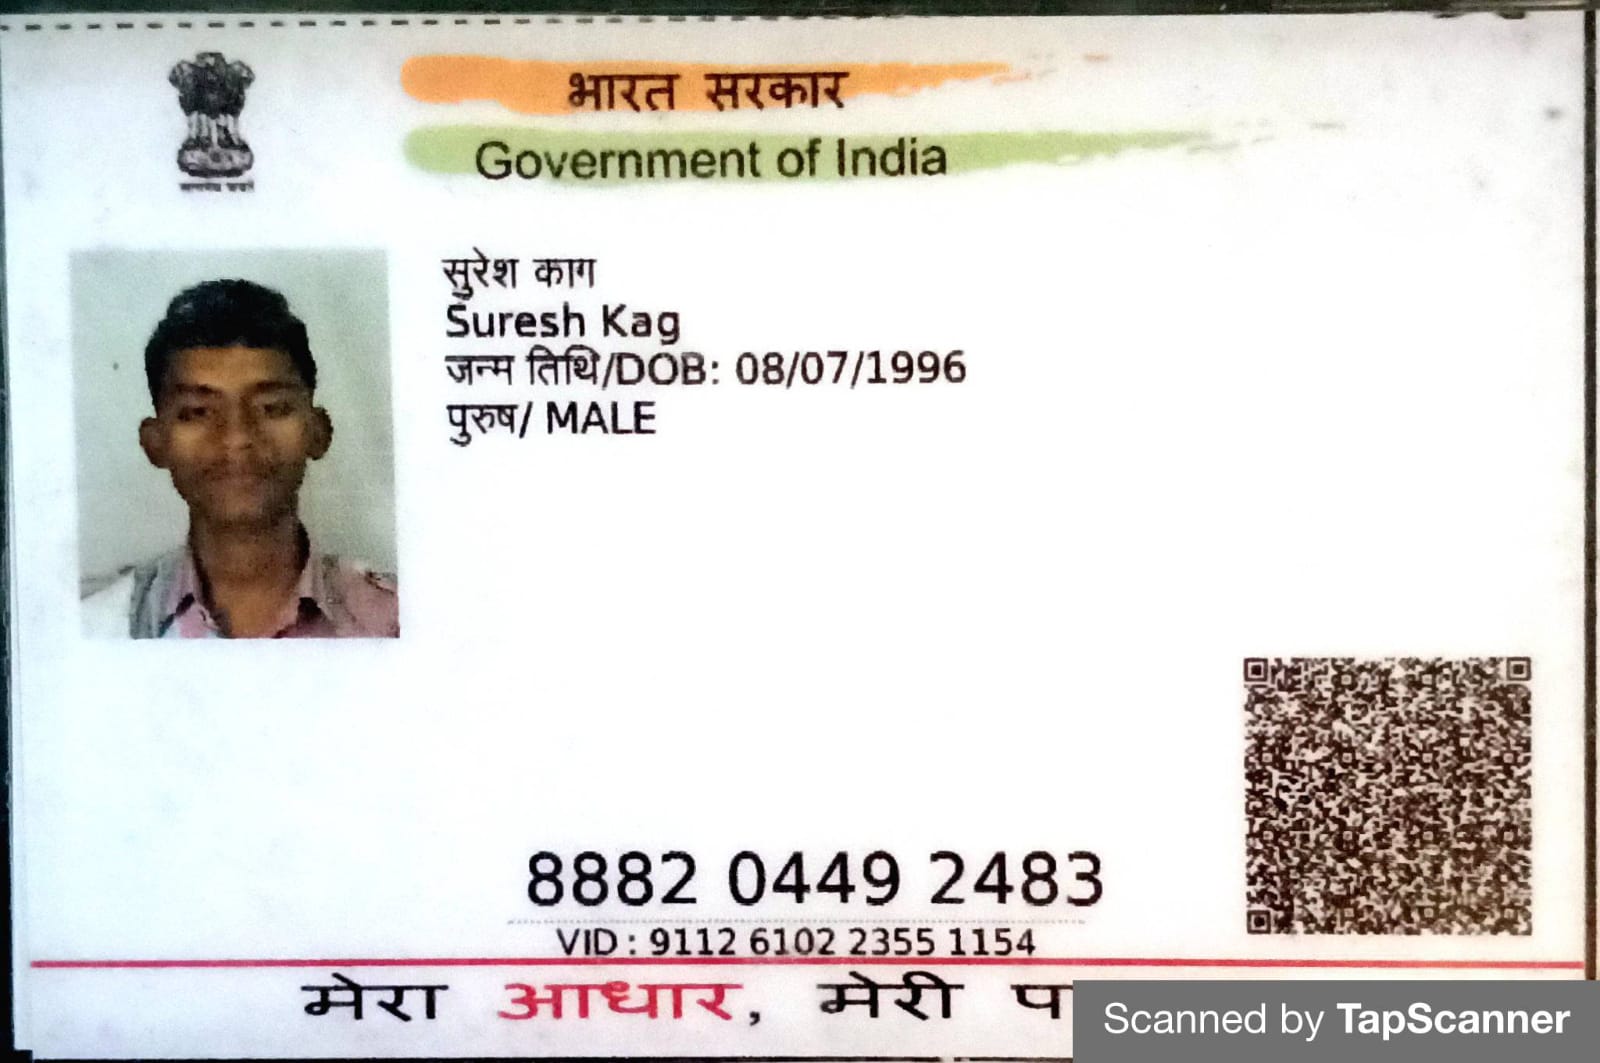 भारत सरकार
Government of India
सुरेश काग
Suresh Kag
जन्म तिथि/DOB: 08/07/1996
पुरुष/ MALE
8882 0449 2483
VID : 9112 6102 2355 1154
मेरा आधार, मेरी प
Scanned by TapScanner